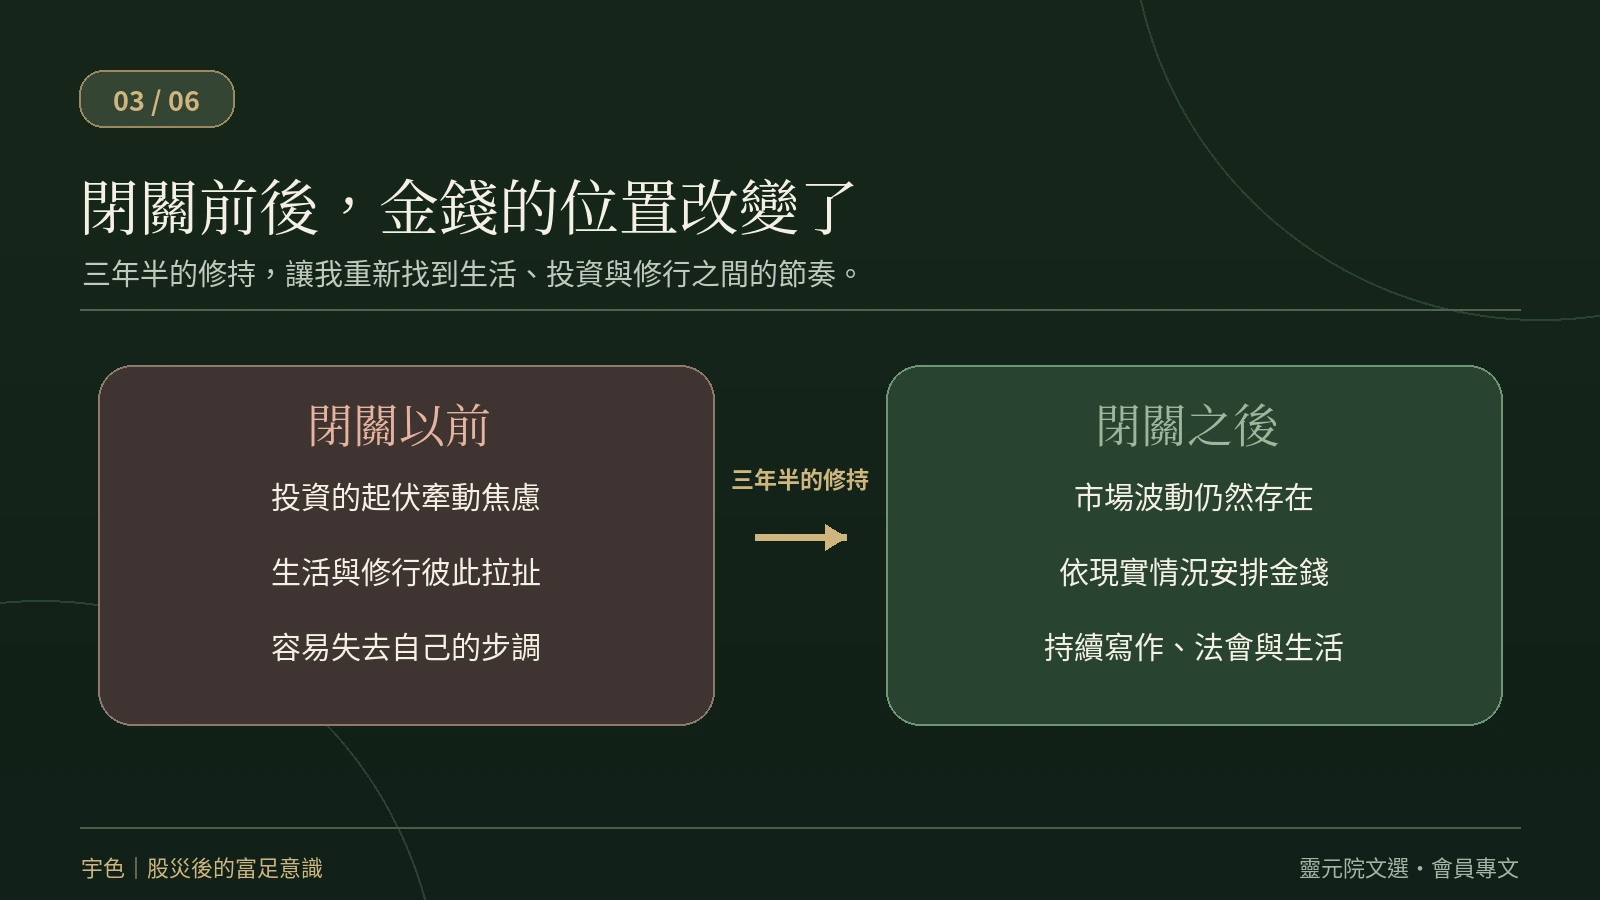 03 / 06
閉關前後，金錢的位置改變了
三年半的修持，讓我重新找到生活、投資與修行之間的節奏。
閉關以前
投資的起伏牽動焦慮
生活與修行彼此拉扯
容易失去自己的步調
三年半的修持
閉關之後
市場波動仍然存在
依現實情況安排金錢
持續寫作、法會與生活
宇色｜股災後的富足意識
靈元院文選・會員專文